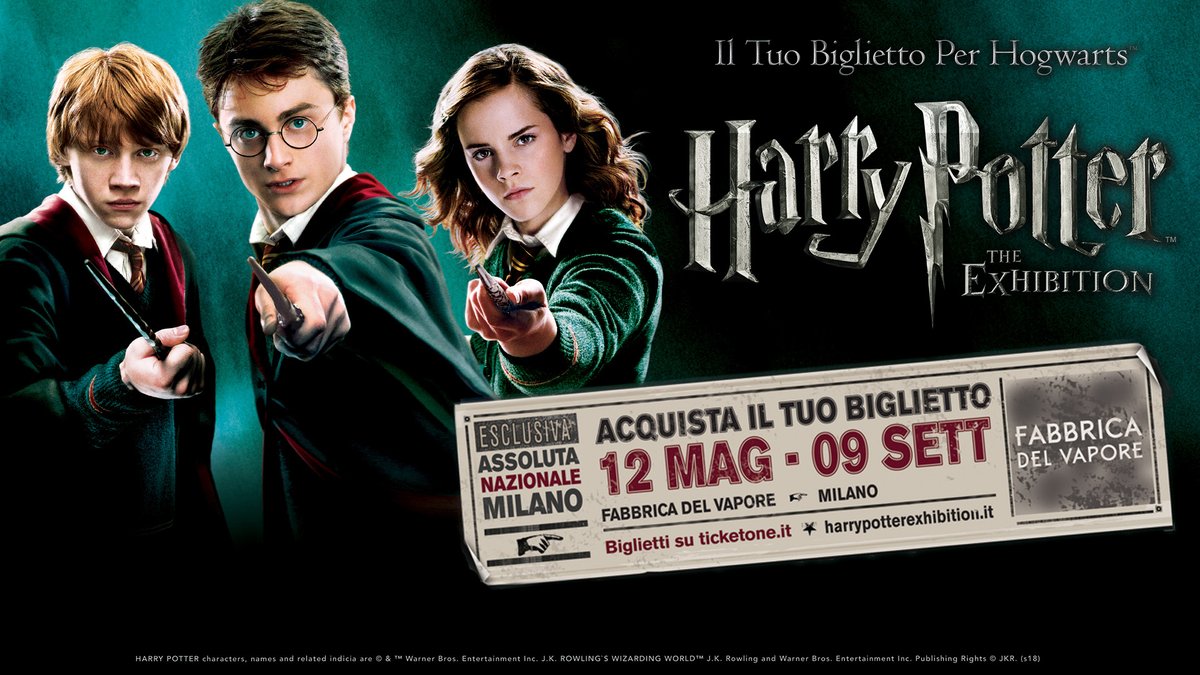 Il Tuo Biglietto Per Hogwarts™
Harry Potter™
THE
EXHIBITION
ESCLUSIVA
ASSOLUTA
NAZIONALE
MILANO
ACQUISTA IL TUO BIGLIETTO
12 MAG - 09 SETT
FABBRICA DEL VAPORE MILANO
Biglietti su ticketone.it ★ harrypotterexhibition.it
FABBRICA
DEL VAPORE
HARRY POTTER characters, names and related indicia are © & ™ Warner Bros. Entertainment Inc. J.K. ROWLING`S WIZARDING WORLD™ J.K. Rowling and Warner Bros. Entertainment Inc. Publishing Rights © JKR. (s18)